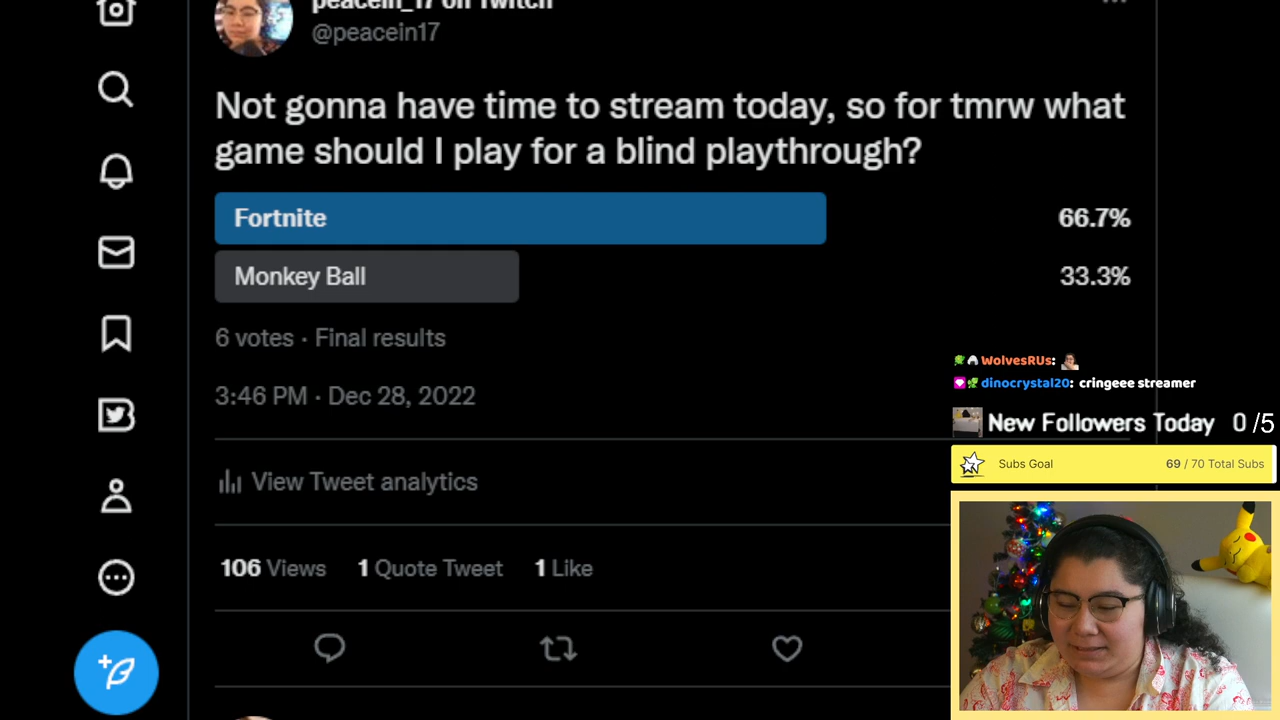 peacein_17 on Twitch
@peacein17
Not gonna have time to stream today, so for tmrw what
game should I play for a blind playthrough?
Fortnite 66.7%
Monkey Ball 33.3%
6 votes · Final results
3:46 PM · Dec 28, 2022
View Tweet analytics
106 Views 1 Quote Tweet 1 Like
WolvesRUs:
dinocrystal20: cringeee streamer
New Followers Today 0 /5
Subs Goal 69 / 70 Total Subs